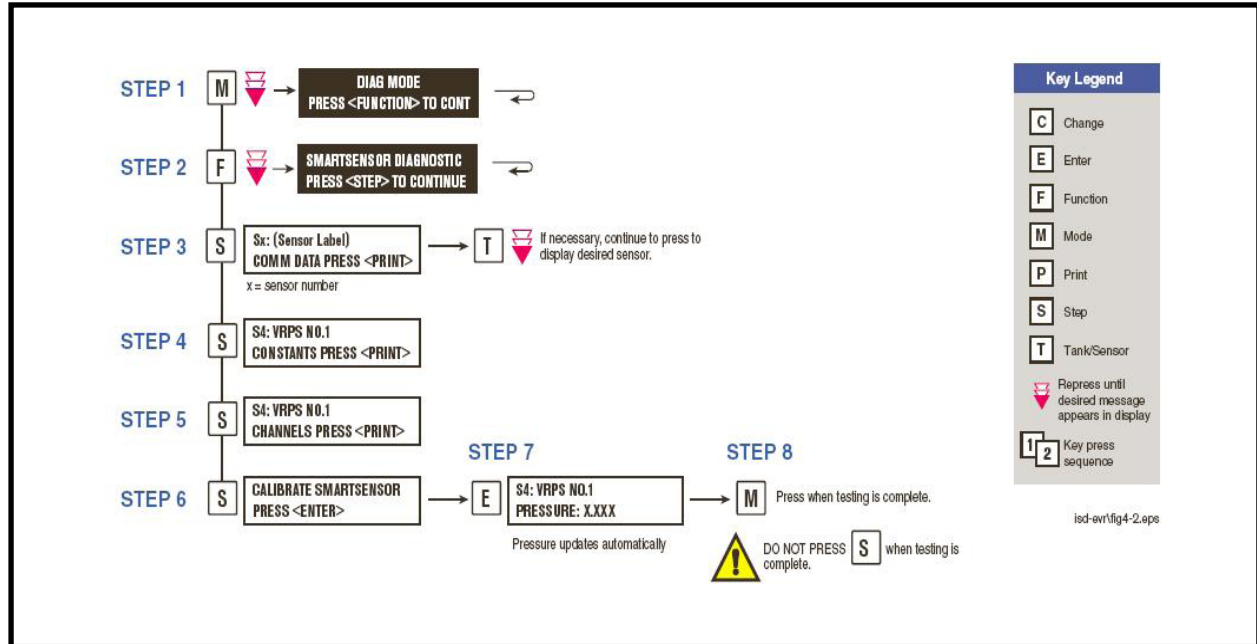 STEP 1
M
DIAG MODE
PRESS <FUNCTION> TO CONT
STEP 2
F
SMARTSENSOR DIAGNOSTIC
PRESS <STEP> TO CONTINUE
STEP 3
S
Sx: (Sensor Label)
COMM DATA PRESS <PRINT>
x = sensor number
T
If necessary, continue to press to
display desired sensor.
STEP 4
S
S4: VRPS NO.1
CONSTANTS PRESS <PRINT>
STEP 5
S
S4: VRPS NO.1
CHANNELS PRESS <PRINT>
STEP 6
S
CALIBRATE SMARTSENSOR
PRESS <ENTER>
STEP 7
E
S4: VRPS NO.1
PRESSURE: X.XXX
Pressure updates automatically
STEP 8
M
Press when testing is complete.
! DO NOT PRESS S when testing is
complete.
Key Legend
C Change
E Enter
F Function
M Mode
P Print
S Step
T Tank/Sensor
Repress until
desired message
appears in display
1 2 Key press
sequence
isd-evr\fig4-2.eps